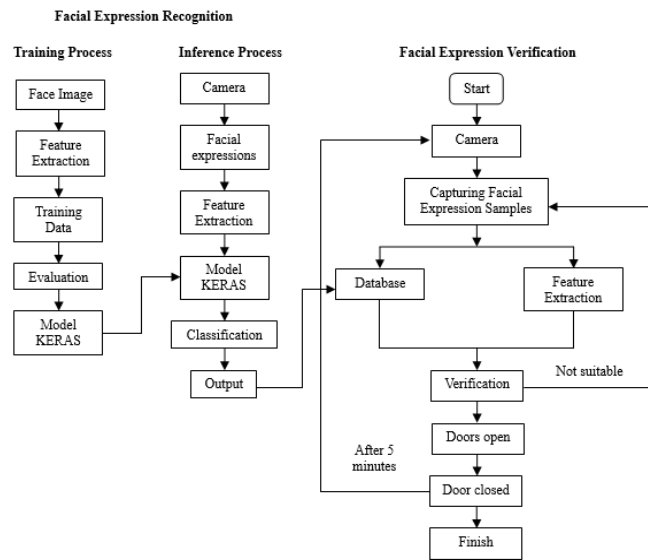 Facial Expression Recognition
Training Process
Face Image
Feature
Extraction
Training
Data
Evaluation
Model
KERAS
Inference Process
Camera
Facial
expressions
Feature
Extraction
Model
KERAS
Classification
Output
Facial Expression Verification
Start
Camera
Capturing Facial
Expression Samples
Database
Feature
Extraction
Verification
Not suitable
Doors open
After 5
minutes
Door closed
Finish